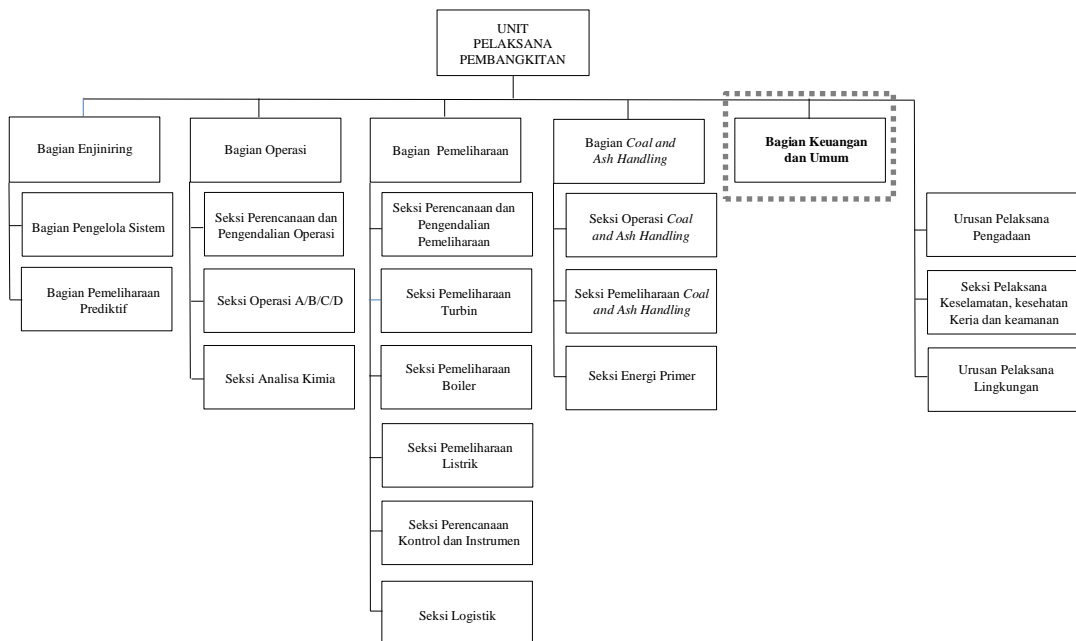 UNIT
PELAKSANA
PEMBANGKITAN
Bagian Enjiniring
Bagian Operasi
Bagian Pemeliharaan
Bagian Coal and
Ash Handling
Bagian Keuangan
dan Umum
Bagian Pengelola Sistem
Bagian Pemeliharaan
Prediktif
Seksi Perencanaan dan
Pengendalian Operasi
Seksi Operasi A/B/C/D
Seksi Analisa Kimia
Seksi Perencanaan dan
Pengendalian
Pemeliharaan
Seksi Pemeliharaan
Turbin
Seksi Pemeliharaan
Boiler
Seksi Pemeliharaan
Listrik
Seksi Perencanaan
Kontrol dan Instrumen
Seksi Logistik
Seksi Operasi Coal
and Ash Handling
Seksi Pemeliharaan Coal
and Ash Handling
Seksi Energi Primer
Urusan Pelaksana
Pengadaan
Seksi Pelaksana
Keselamatan, kesehatan
Kerja dan keamanan
Urusan Pelaksana
Lingkungan